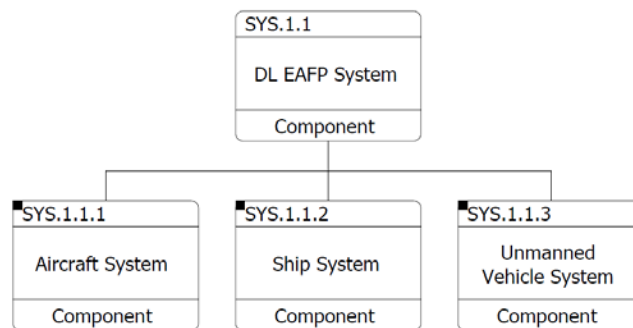 SYS.1.1
DL EAFP System
Component
SYS.1.1.1
Aircraft System
Component
SYS.1.1.2
Ship System
Component
SYS.1.1.3
Unmanned
Vehicle System
Component